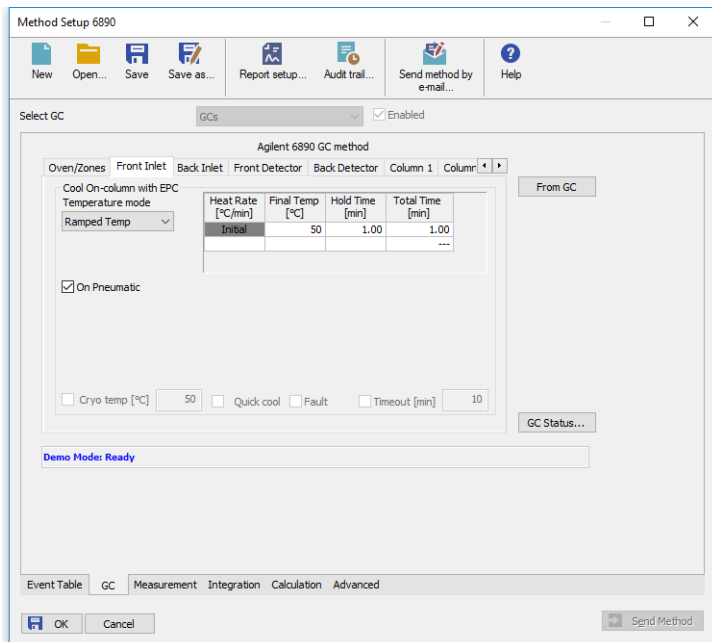 Method Setup 6890
New Open... Save Save as... Report setup... Audit trail... Send method by e-mail... Help
Select GC GCs Enabled
Agilent 6890 GC method
Oven/Zones Front Inlet Back Inlet Front Detector Back Detector Column 1 Column
From GC
Cool On-column with EPC
Temperature mode
Ramped Temp
Heat Rate [°C/min] Final Temp [°C] Hold Time [min] Total Time [min]
Initial 50 1.00 1.00
---
On Pneumatic
Cryo temp [°C] 50 Quick cool Fault Timeout [min] 10
GC Status...
Demo Mode: Ready
Event Table GC Measurement Integration Calculation Advanced
OK Cancel Send Method